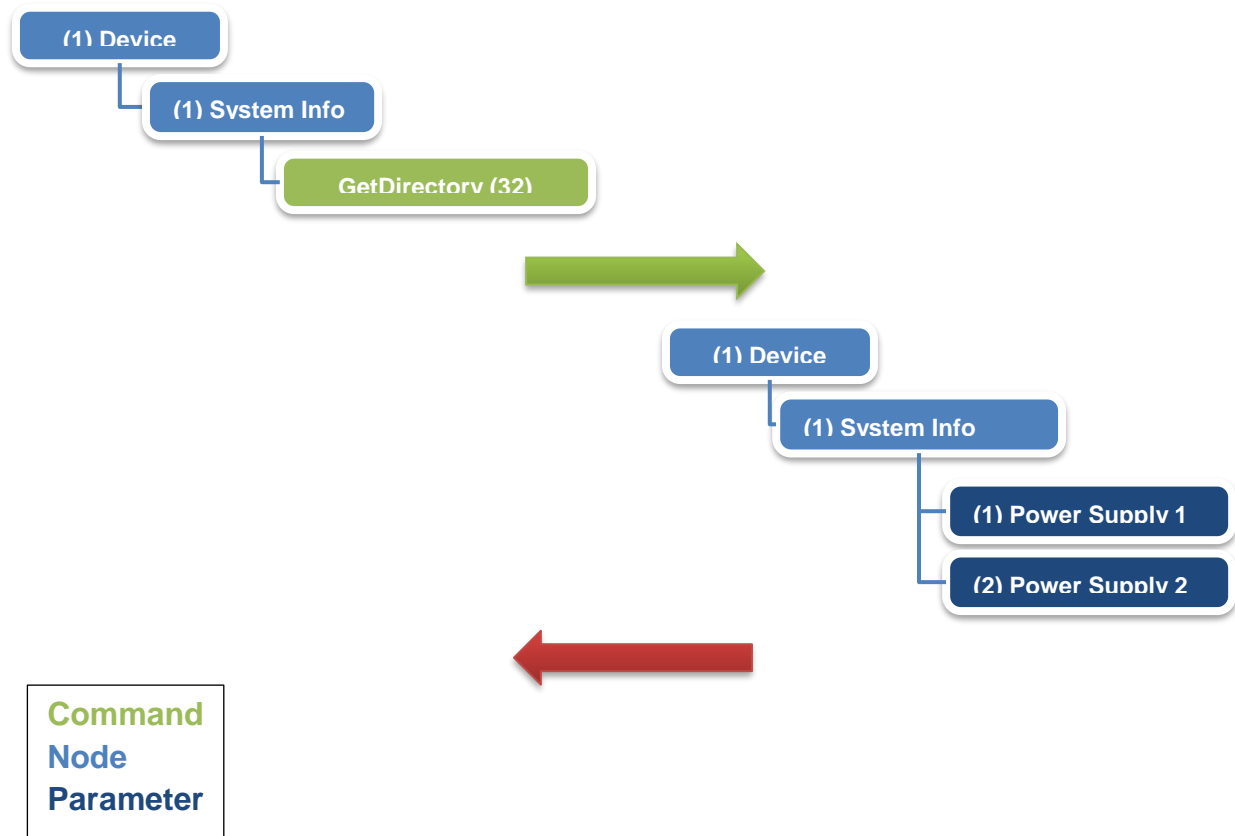 (1) Device
(1) System Info
GetDirectory (32)
(1) Device
(1) System Info
(1) Power Supply 1
(2) Power Supply 2
Command
Node
Parameter